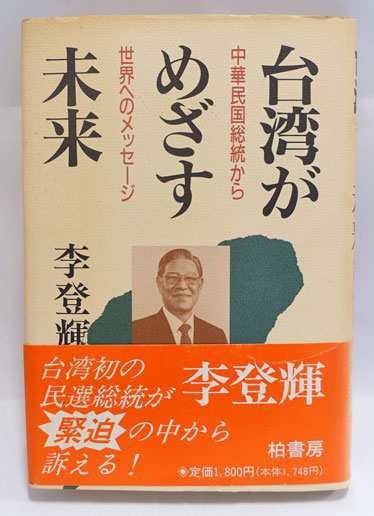 台湾が
めざす
未来
中華民国総統から
世界へのメッセージ
李登輝
台湾初の
民選総統が
緊迫の中から
訴える！
李登輝
柏書房
◉定価1,800円（本体1,748円）